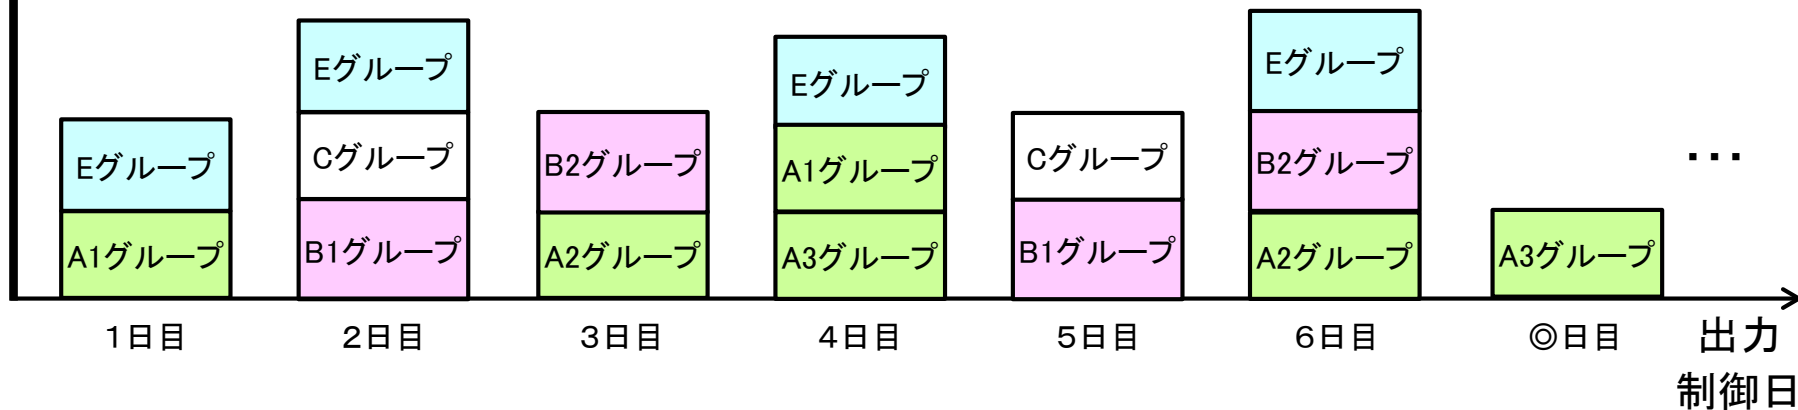 Eグループ
A1グループ
1日目
Eグループ
Cグループ
B1グループ
2日目
B2グループ
A2グループ
3日目
Eグループ
A1グループ
A3グループ
4日目
Cグループ
B1グループ
5日目
Eグループ
B2グループ
A2グループ
6日目
A3グループ
◎日目
…
出力
制御日